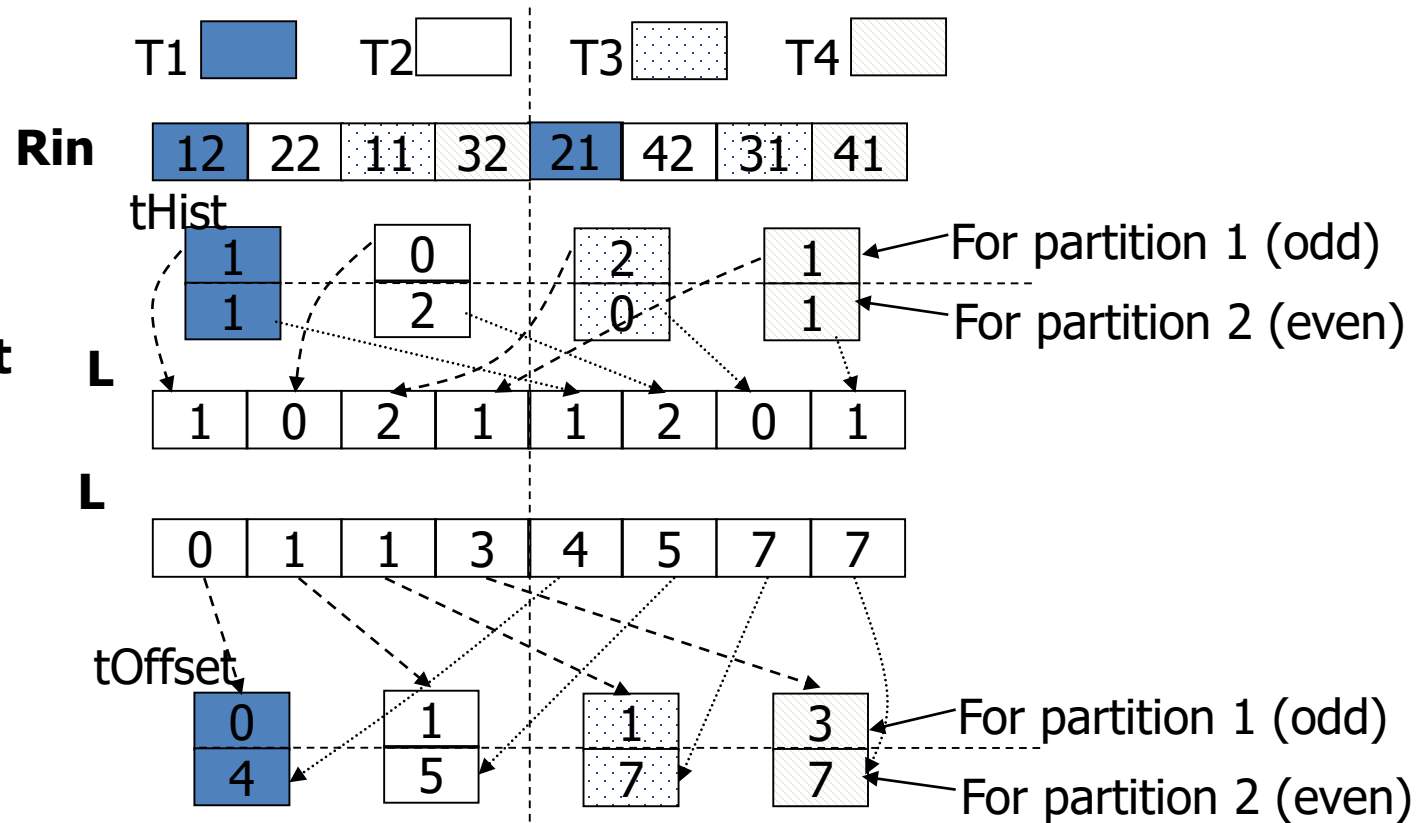 T1 T2 T3 T4
Rin 12 22 11 32 21 42 31 41
tHist
1 0 2 1 For partition 1 (odd)
1 2 0 1 For partition 2 (even)
t L
1 0 2 1 1 2 0 1
L
0 1 1 3 4 5 7 7
tOffset
0 1 1 3 For partition 1 (odd)
4 5 7 7 For partition 2 (even)